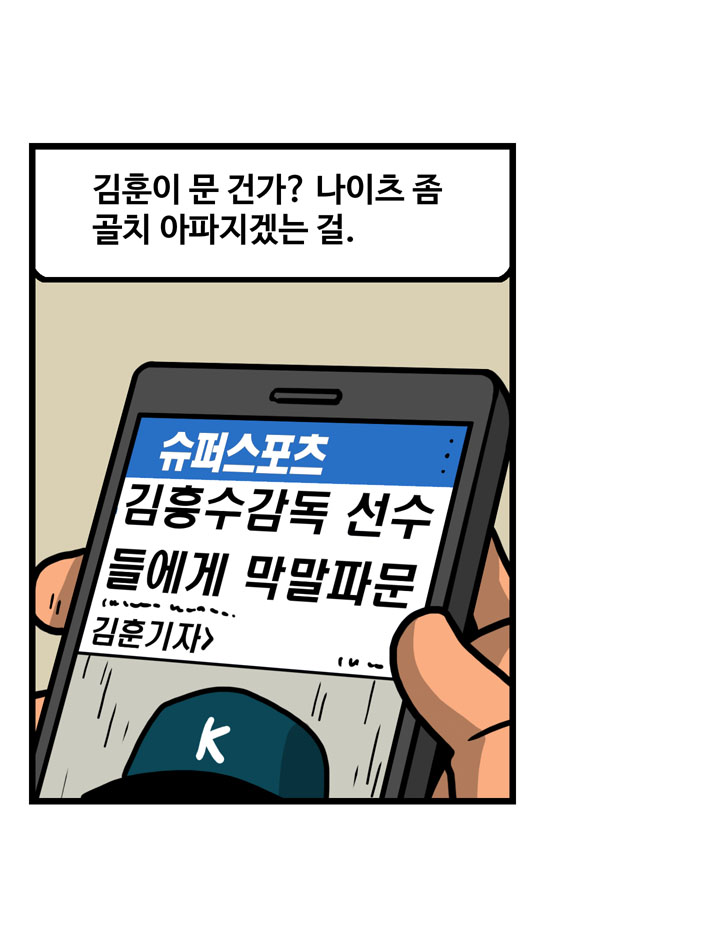 김훈이 문 건가? 나이츠 좀
골치 아파지겠는 걸.
슈퍼스포츠
김흥수감독 선수
들에게 막말파문
김훈기자>
K